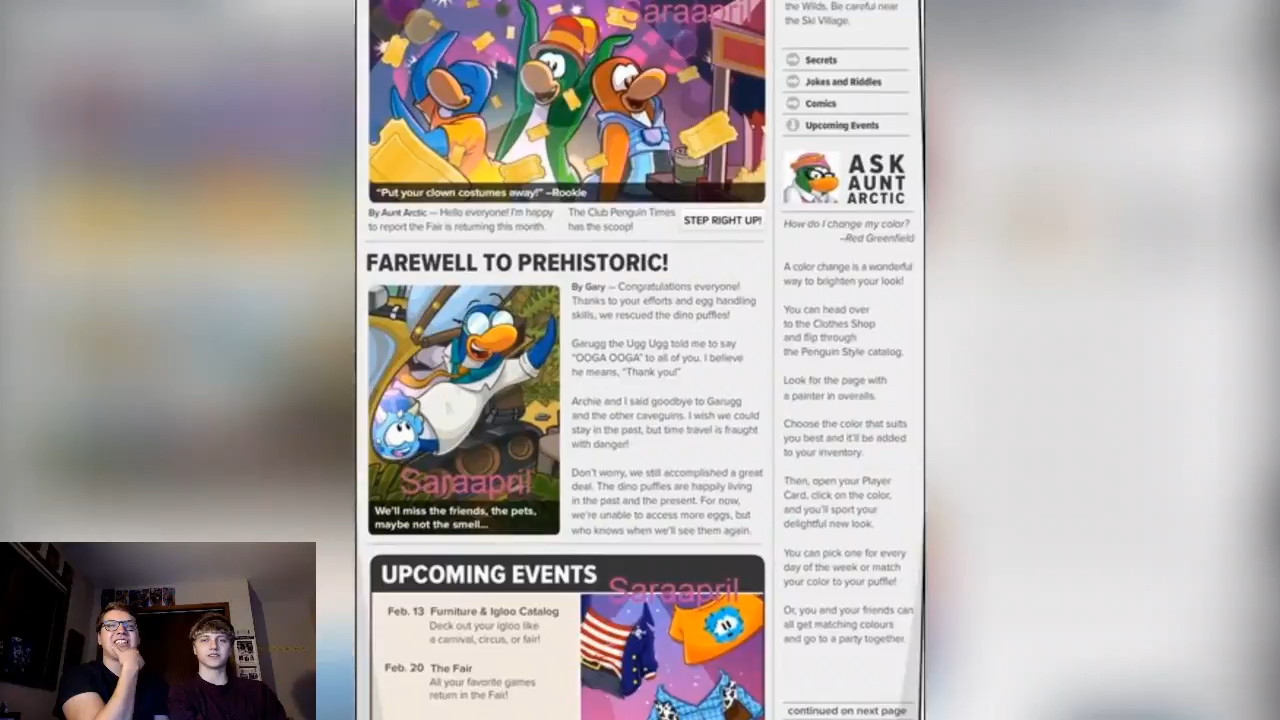 Saraapril
"Put your clown costumes away!" –Rookie
By Aunt Arctic — Hello everyone! I'm happy
to report the Fair is returning this month.
The Club Penguin Times
has the scoop!
STEP RIGHT UP!
FAREWELL TO PREHISTORIC!
By Gary — Congratulations everyone!
Thanks to your efforts and egg handling
skills, we rescued the dino puffles!
Garugg the Ugg Ugg told me to say
"OOGA OOGA" to all of you. I believe
he means, "Thank you!"
Archie and I said goodbye to Garugg
and the other caveguins. I wish we could
stay in the past, but time travel is fraught
with danger!
Don't worry, we still accomplished a great
deal. The dino puffles are happily living
in the past and the present. For now,
we're unable to access more eggs, but
who knows when we'll see them again.
Saraapril
We'll miss the friends, the pets,
maybe not the smell...
UPCOMING EVENTS
Saraapril
Feb. 13 Furniture & Igloo Catalog
Deck out your igloo like
a carnival, circus, or fair!
Feb. 20 The Fair
All your favorite games
return in the Fair!
the Wilds. Be careful near
the Ski Village.
Secrets
Jokes and Riddles
Comics
Upcoming Events
ASK
AUNT
ARCTIC
How do I change my color?
–Red Greenfield
A color change is a wonderful
way to brighten your look!
You can head over
to the Clothes Shop
and flip through
the Penguin Style catalog.
Look for the page with
a painter in overalls.
Choose the color that suits
you best and it'll be added
to your inventory.
Then, open your Player
Card, click on the color,
and you'll sport your
delightful new look.
You can pick one for every
day of the week or match
your color to your puffle!
Or, you and your friends can
all get matching colours
and go to a party together.
continued on next page